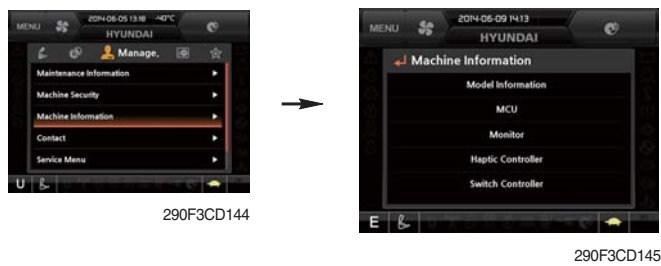 MENU
2014-06-05 13:18 -40°C
HYUNDAI
Manage.
Maintenance Information
Machine Security
Machine Information
Contact
Service Menu
U
290F3CD144
MENU
2014-06-09 14:13
HYUNDAI
Machine Information
Model Information
MCU
Monitor
Haptic Controller
Switch Controller
E
290F3CD145